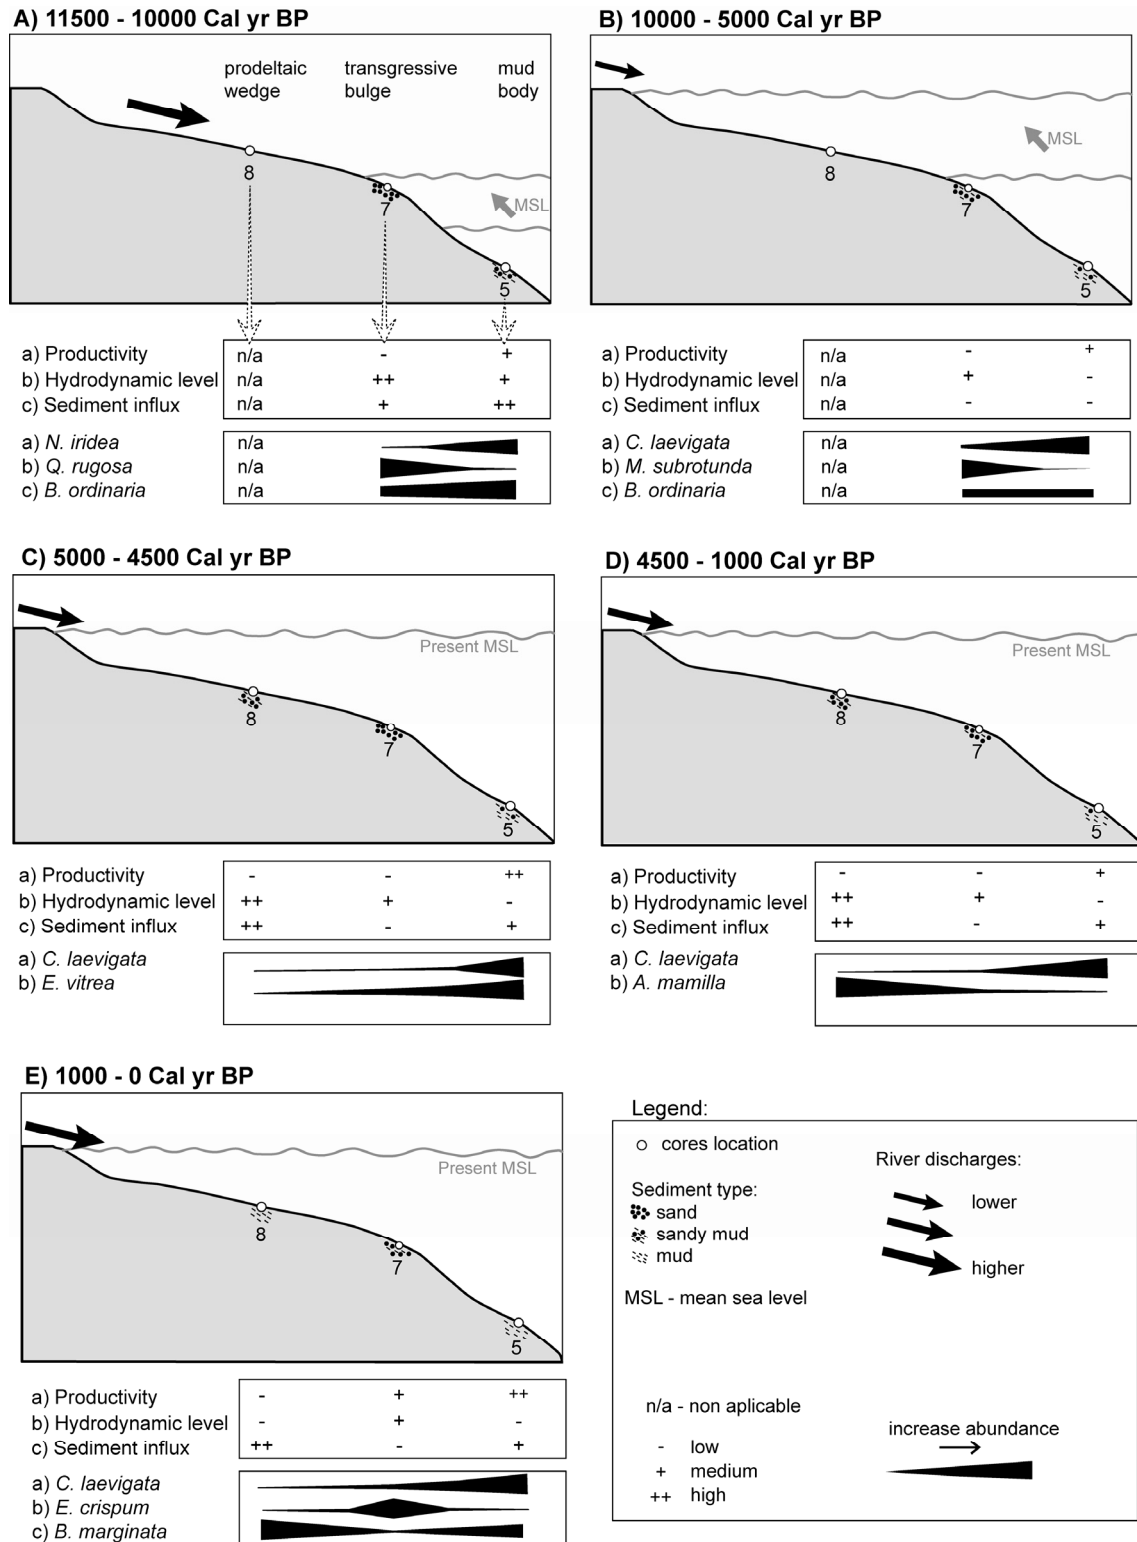 A) 11500 - 10000 Cal yr BP
prodeltaic wedge
transgressive bulge
mud body
8
7
MSL
5
a) Productivity n/a - +
b) Hydrodynamic level n/a ++ +
c) Sediment influx n/a + ++
a) N. iridea n/a
b) Q. rugosa n/a
c) B. ordinaria n/a
B) 10000 - 5000 Cal yr BP
MSL
8
7
5
a) Productivity n/a - +
b) Hydrodynamic level n/a + -
c) Sediment influx n/a - -
a) C. laevigata n/a
b) M. subrotunda n/a
c) B. ordinaria n/a
C) 5000 - 4500 Cal yr BP
Present MSL
8
7
5
a) Productivity - - ++
b) Hydrodynamic level ++ + -
c) Sediment influx ++ - +
a) C. laevigata
b) E. vitrea
D) 4500 - 1000 Cal yr BP
Present MSL
8
7
5
a) Productivity - - +
b) Hydrodynamic level ++ + -
c) Sediment influx ++ - +
a) C. laevigata
b) A. mamilla
E) 1000 - 0 Cal yr BP
Present MSL
8
7
5
a) Productivity - + ++
b) Hydrodynamic level - + -
c) Sediment influx ++ - +
a) C. laevigata
b) E. crispum
c) B. marginata
Legend:
cores location
Sediment type:
sand
sandy mud
mud
MSL - mean sea level
River discharges:
lower
higher
n/a - non aplicable
- low
+ medium
++ high
increase abundance